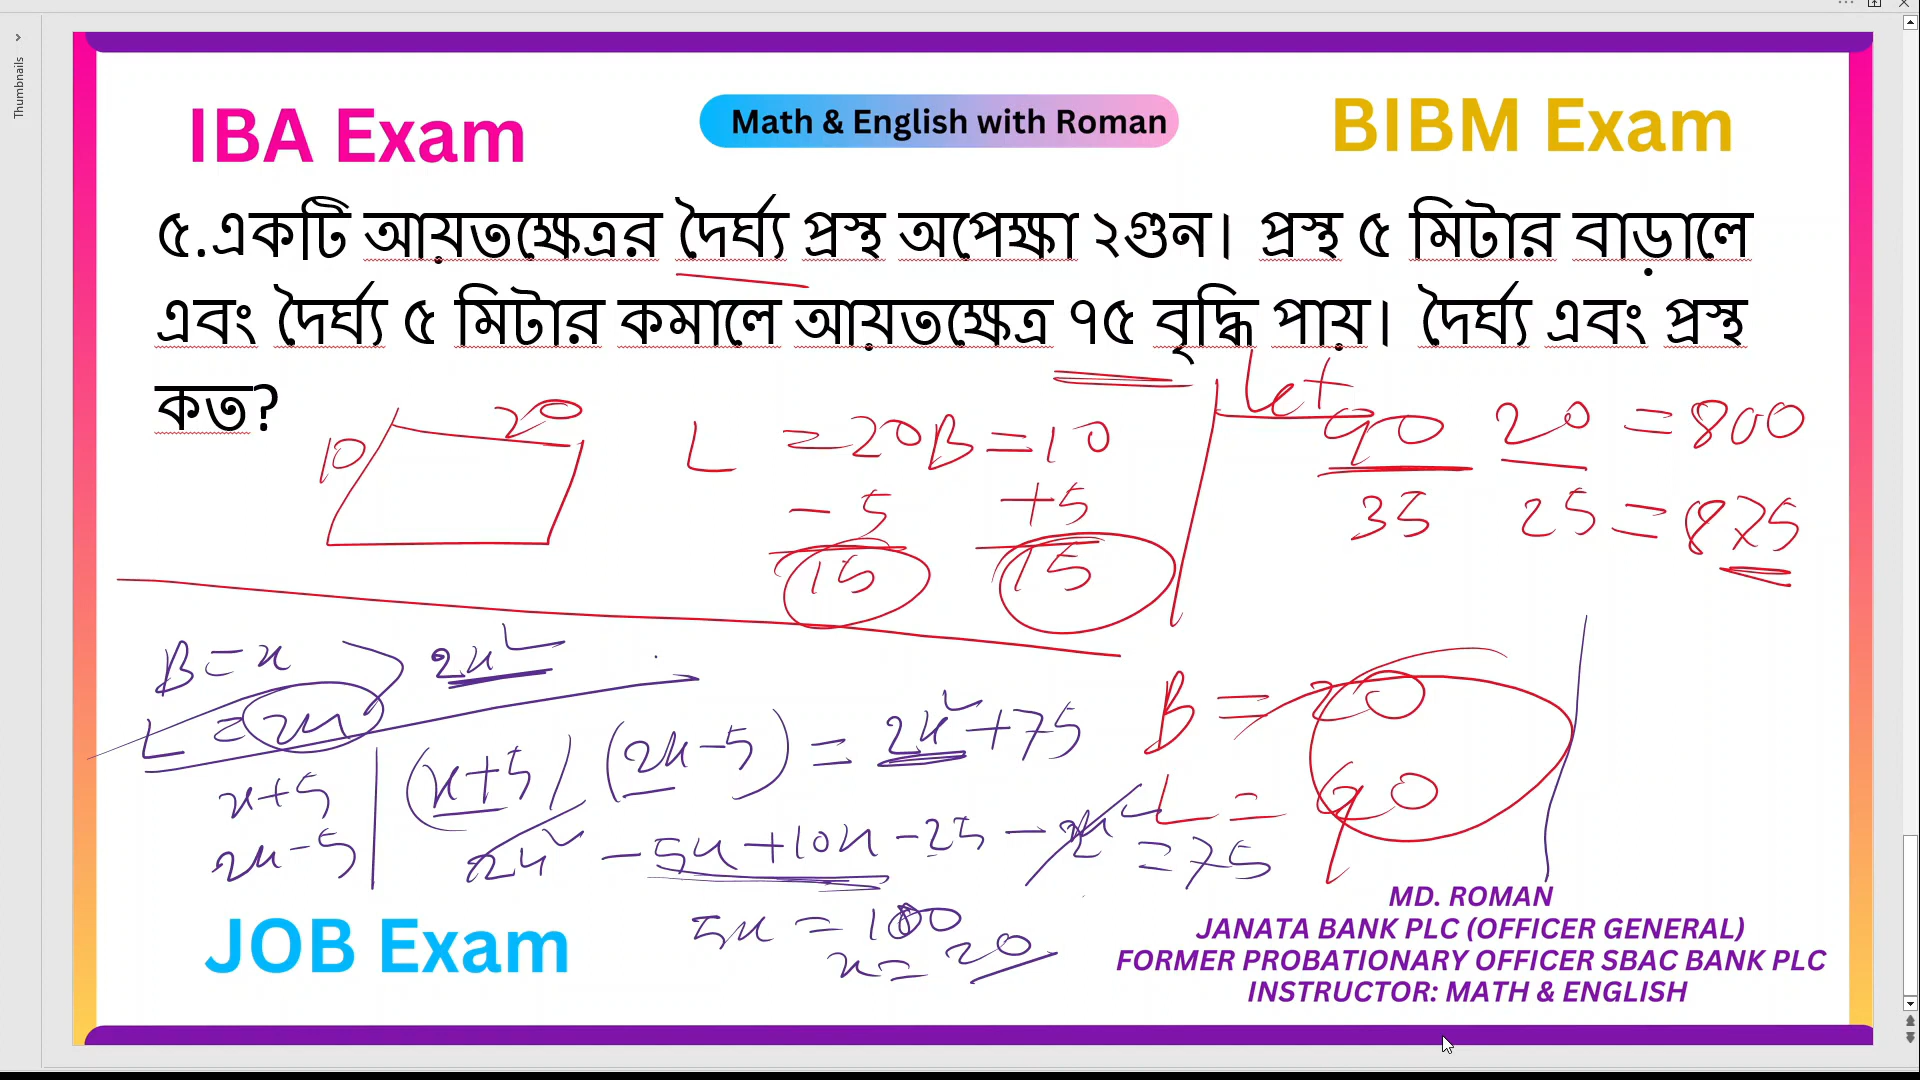 Thumbnails
IBA Exam
Math & English with Roman
BIBM Exam
৫.একটি আয়তক্ষেত্রর দৈর্ঘ্য প্রস্থ অপেক্ষা ২গুন। প্রস্থ ৫ মিটার বাড়ালে
এবং দৈর্ঘ্য ৫ মিটার কমালে আয়তক্ষেত্র ৭৫ বৃদ্ধি পায়। দৈর্ঘ্য এবং প্রস্থ
কত?
let
10 20
L = 20 B = 10
- 5 +5
15 15
40 20 = 800
35 25 = 875
B = x
L = 2x
2x²
x+5
2x-5
(x+5) (2x-5) = 2x²+75
2x² -5x+10x -25 - 2x² = 75
5x = 100
x = 20
B = 20
L = 40
JOB Exam
MD. ROMAN
JANATA BANK PLC (OFFICER GENERAL)
FORMER PROBATIONARY OFFICER SBAC BANK PLC
INSTRUCTOR: MATH & ENGLISH